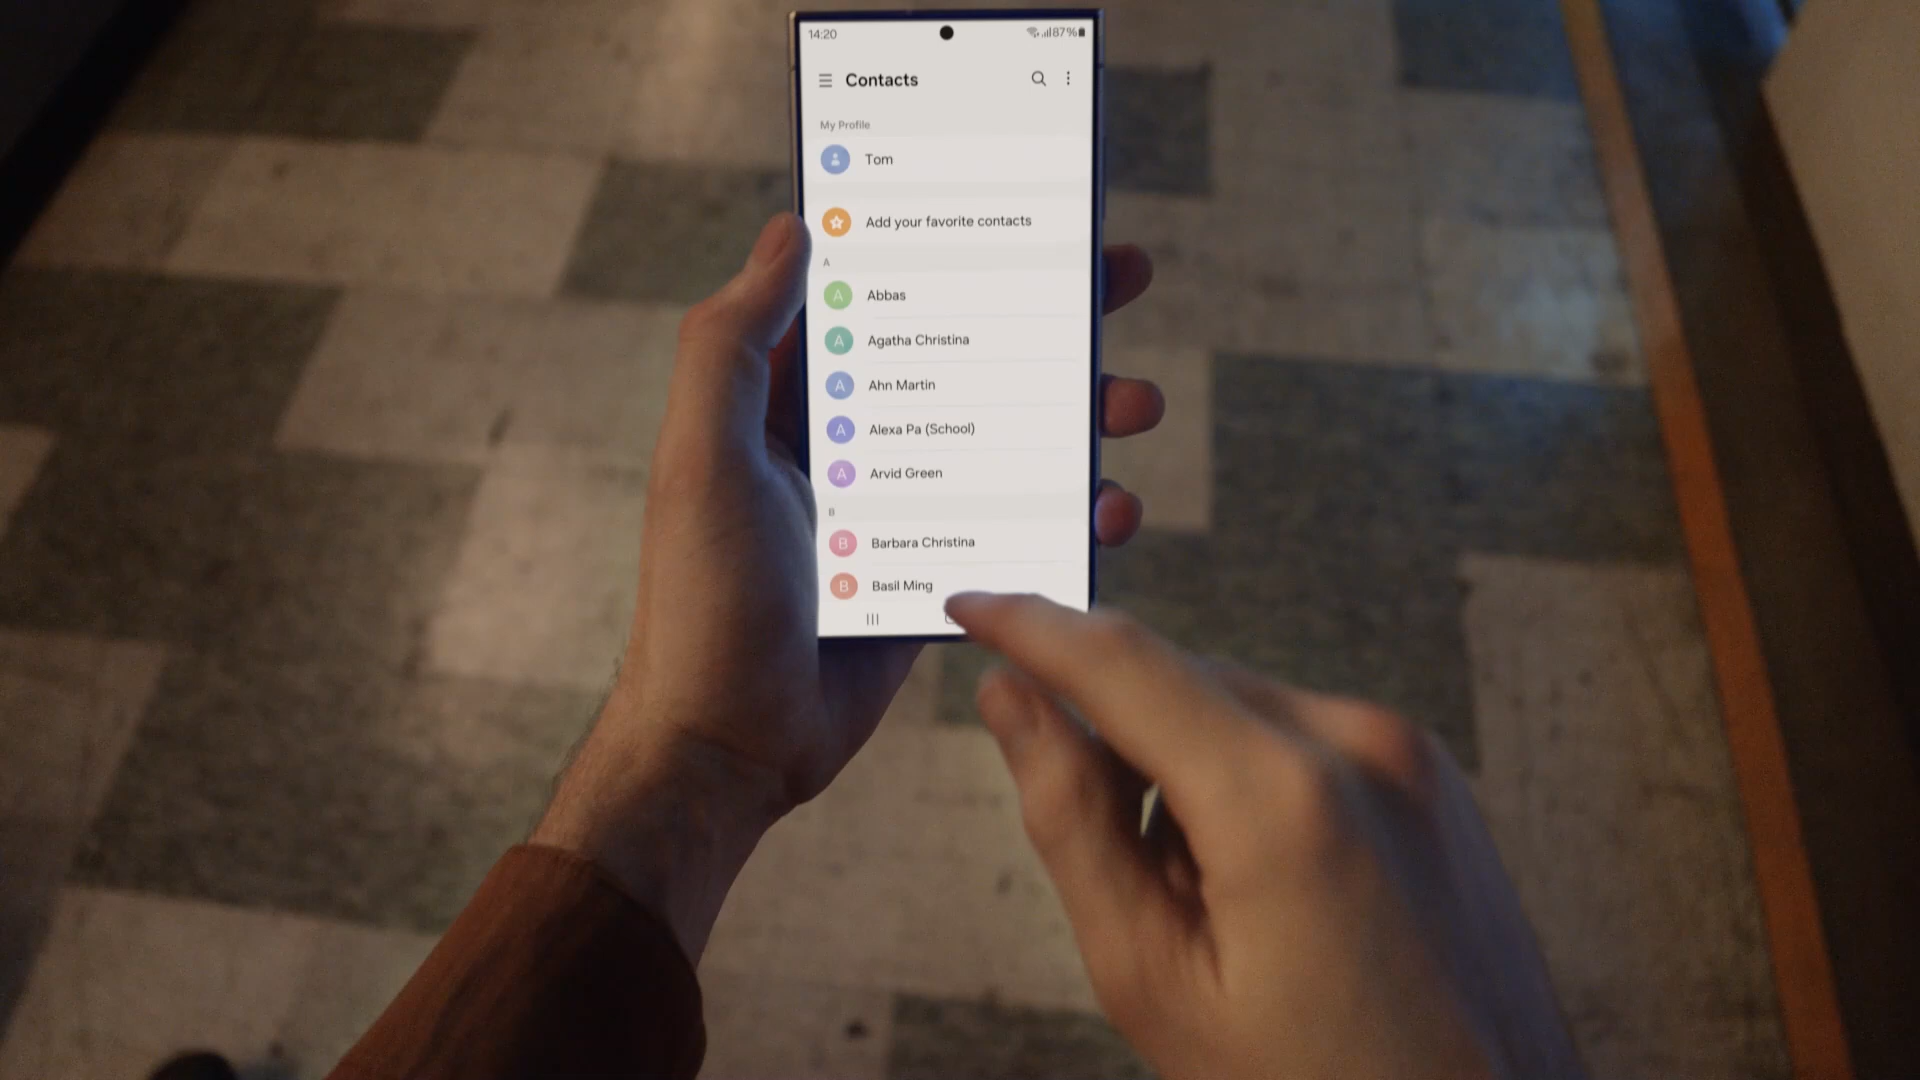 14:20 87%
Contacts
My Profile
Tom
Add your favorite contacts
A
A Abbas
A Agatha Christina
A Ahn Martin
A Alexa Pa (School)
A Arvid Green
B
B Barbara Christina
B Basil Ming